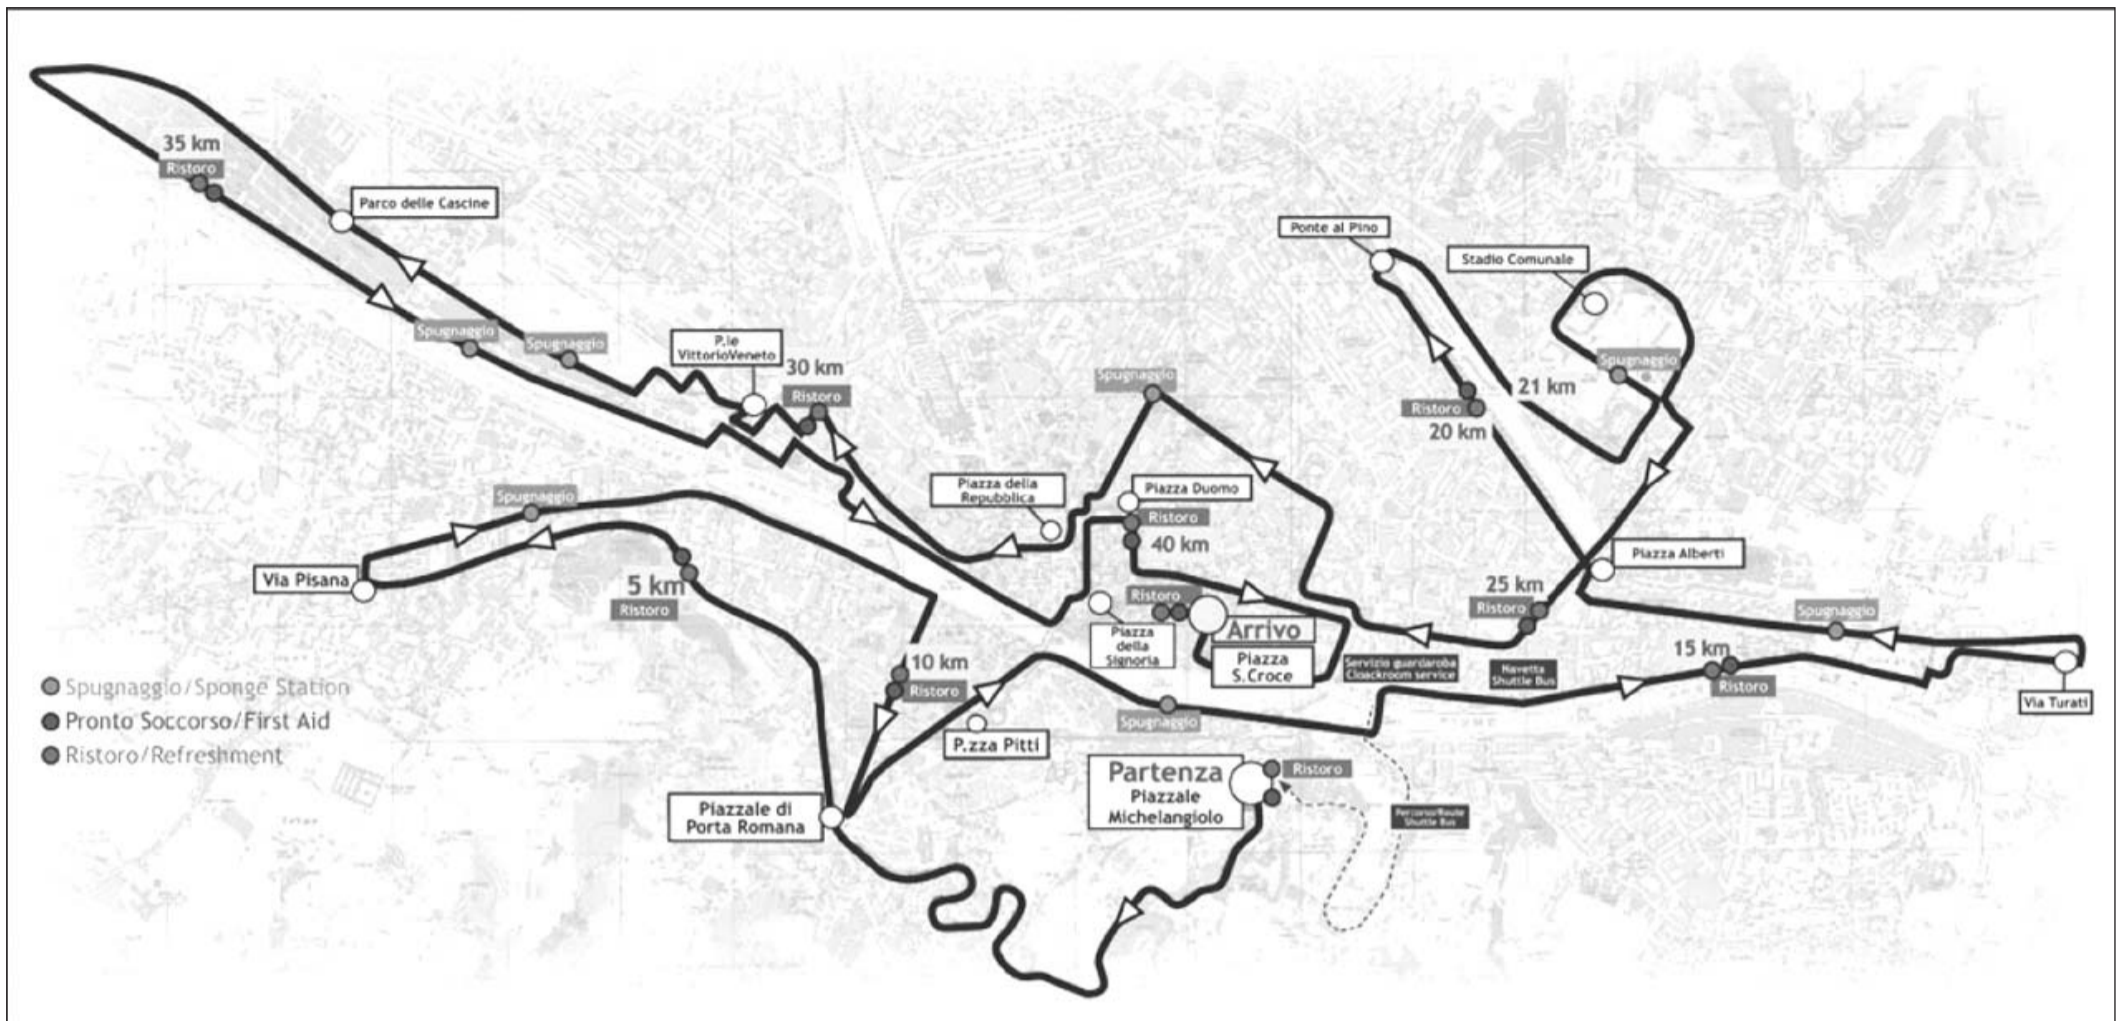 35 km
Ristoro
Parco delle Cascine
Ponte al Pino
Stadio Comunale
Spugnaggio
Spugnaggio
P.le
VittorioVeneto
30 km
Ristoro
Spugnaggio
Spugnaggio
21 km
Ristoro
20 km
Piazza della
Repubblica
Piazza Duomo
Ristoro
40 km
Spugnaggio
Via Pisana
5 km
Ristoro
Piazza Alberti
25 km
Ristoro
Spugnaggio
Ristoro
Arrivo
Piazza
S.Croce
Piazza
della
Signoria
Servizio guardaroba
Cloackroom service
Navetta
Shuttle Bus
15 km
Ristoro
Via Turati
10 km
Ristoro
Spugnaggio/Sponge Station
Pronto Soccorso/First Aid
Ristoro/Refreshment
P.zza Pitti
Spugnaggio
Partenza
Piazzale
Michelangiolo
Ristoro
Percorso/Route
Shuttle Bus
Piazzale di
Porta Romana